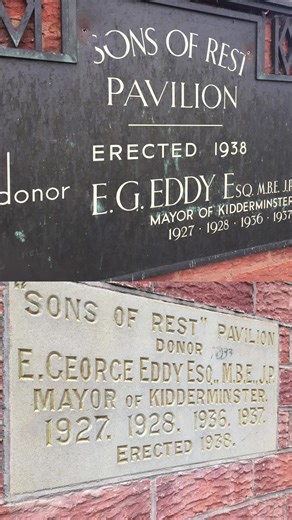 SONS OF REST
PAVILION
ERECTED 1938
donor E. G. EDDY ESQ. M.B.E. J.P.
MAYOR OF KIDDERMINSTER
1927 · 1928 · 1936 · 1937
"SONS OF REST" PAVILION
DONOR
E. GEORGE EDDY ESQ., M.B.E., J.P.
MAYOR OF KIDDERMINSTER.
1927. 1928. 1936. 1937.
ERECTED 1938.